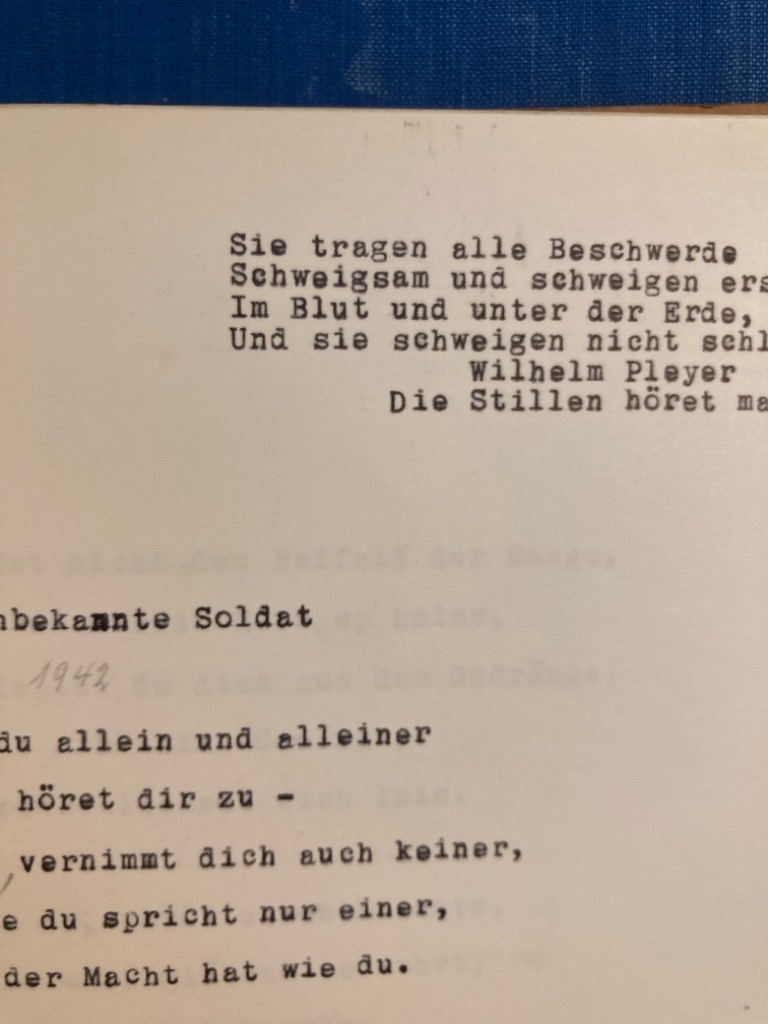 Sie tragen alle Beschwerde
Schweigsam und schweigen ers
Im Blut und unter der Erde,
Und sie schweigen nicht schl
Wilhelm Pleyer
Die Stillen höret ma
nbekannte Soldat
1942
du allein und alleiner
höret dir zu -
, vernimmt dich auch keiner,
e du spricht nur einer,
der Macht hat wie du.